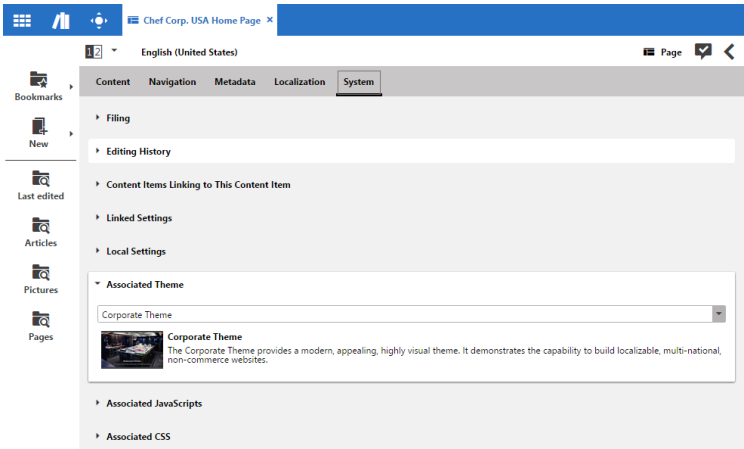 Chef Corp. USA Home Page ×
12
English (United States)
Page
Bookmarks
New
Last edited
Articles
Pictures
Pages
Content Navigation Metadata Localization System
Filing
Editing History
Content Items Linking to This Content Item
Linked Settings
Local Settings
Associated Theme
Corporate Theme
Corporate Theme
The Corporate Theme provides a modern, appealing, highly visual theme. It demonstrates the capability to build localizable, multi-national,
non-commerce websites.
Associated JavaScripts
Associated CSS